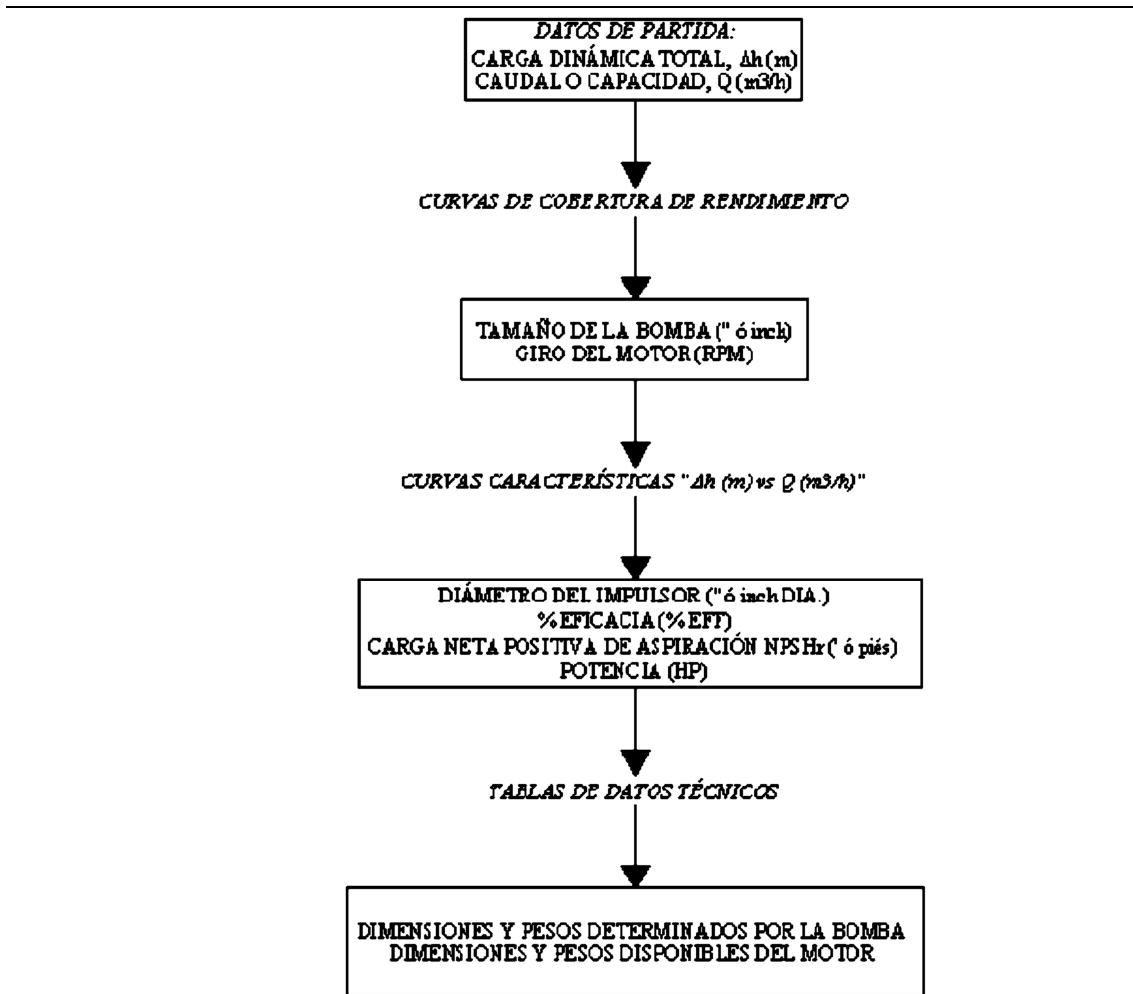 DATOS DE PARTIDA:
CARGA DINÁMICA TOTAL, Δh (m)
CAUDAL O CAPACIDAD, Q (m3/h)
CURVAS DE COBERTURA DE RENDIMIENTO
TAMAÑO DE LA BOMBA (" ó inch)
GIRO DEL MOTOR (RPM)
CURVAS CARACTERÍSTICAS "Δh (m) vs Q (m3/h)"
DIÁMETRO DEL IMPULSOR ("ó inch DIA.)
%EFICACIA (% EFF)
CARGA NETA POSITIVA DE ASPIRACIÓN NPSHr (' ó piés)
POTENCIA (HP)
TABLAS DE DATOS TÉCNICOS
DIMENSIONES Y PESOS DETERMINADOS POR LA BOMBA
DIMENSIONES Y PESOS DISPONIBLES DEL MOTOR